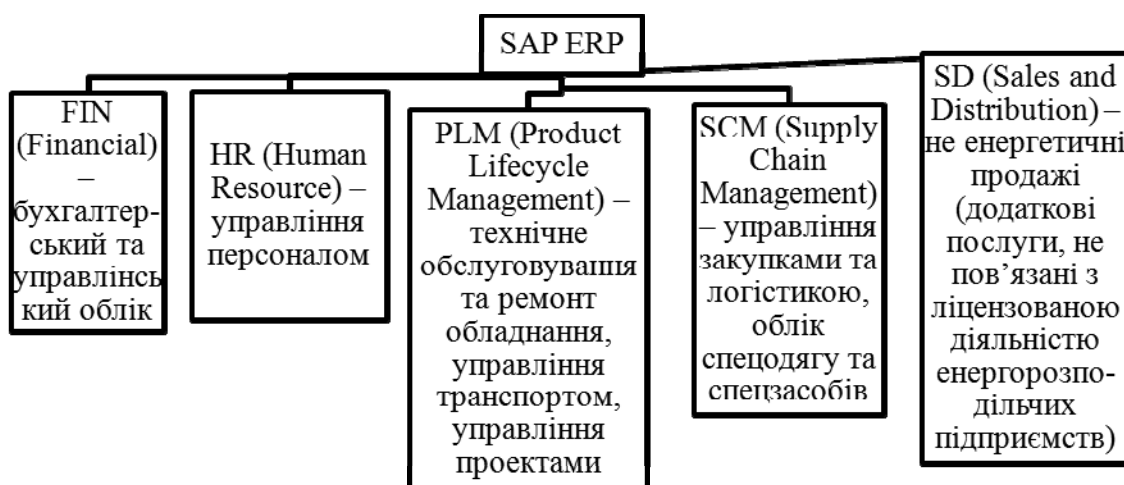 SAP ERP
FIN
(Financial)
–
бухгалтер-
ський та
управлінсь
кий облік
HR (Human
Resource) –
управління
персоналом
PLM (Product
Lifecycle
Management) –
технічне
обслуговування
та ремонт
обладнання,
управління
транспортом,
управління
проектами
SCM (Supply
Chain
Management)
– управління
закупками та
логістикою,
облік
спецодягу та
спецзасобів
SD (Sales and
Distribution) –
не енергетичні
продажі
(додаткові
послуги, не
пов’язані з
ліцензованою
діяльністю
енергорозпо-
дільчих
підприємств)